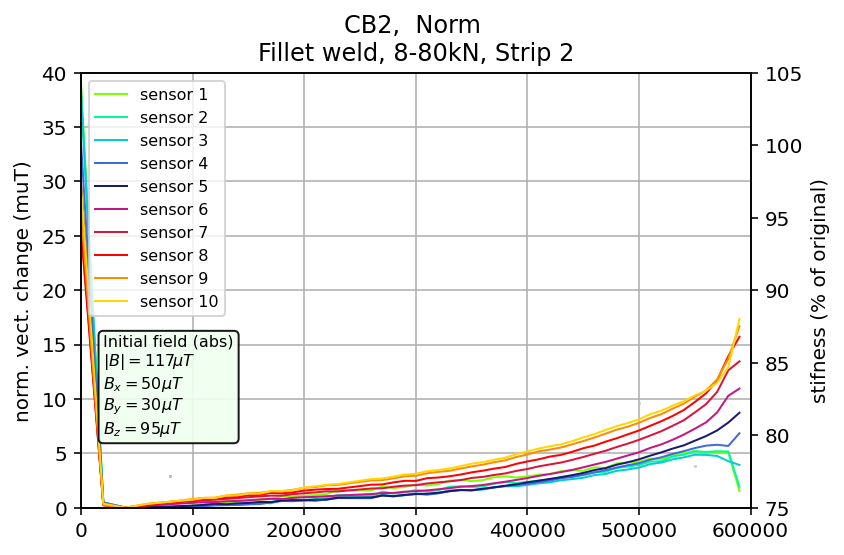 CB2,  Norm
Fillet weld, 8-80kN, Strip 2
40
35
30
25
20
15
10
5
0
norm. vect. change (muT)
sensor 1
sensor 2
sensor 3
sensor 4
sensor 5
sensor 6
sensor 7
sensor 8
sensor 9
sensor 10
Initial field (abs)
|B| = 117μT
Bx = 50μT
By = 30μT
Bz = 95μT
105
100
95
90
85
80
75
stifness (% of original)
0 100000 200000 300000 400000 500000 600000